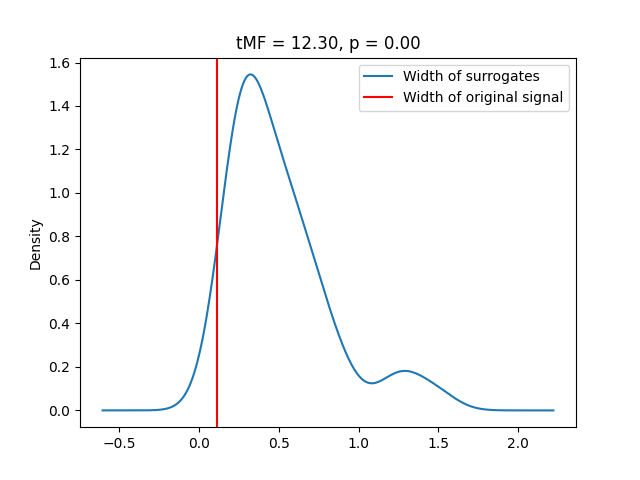 tMF = 12.30, p = 0.00
Width of surrogates
Width of original signal
Density
1.6
1.4
1.2
1.0
0.8
0.6
0.4
0.2
0.0
−0.5 0.0 0.5 1.0 1.5 2.0